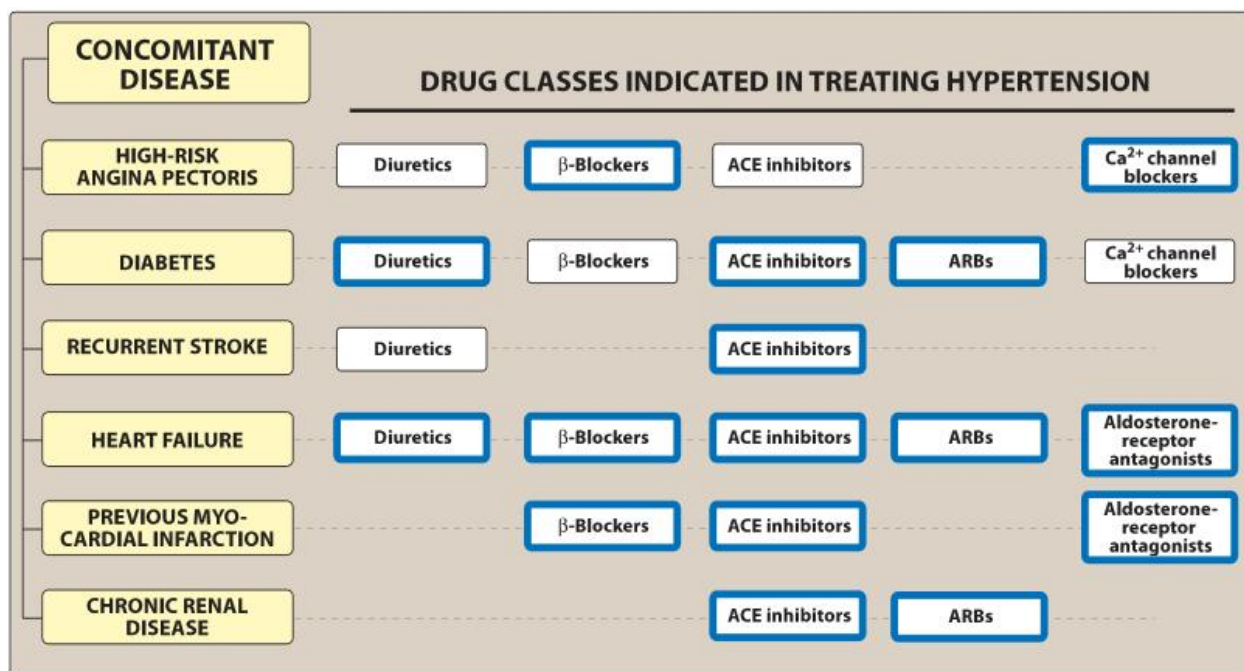 CONCOMITANT
DISEASE
DRUG CLASSES INDICATED IN TREATING HYPERTENSION
HIGH-RISK
ANGINA PECTORIS
Diuretics
β-Blockers
ACE inhibitors
Ca²⁺ channel
blockers
DIABETES
Diuretics
β-Blockers
ACE inhibitors
ARBs
Ca²⁺ channel
blockers
RECURRENT STROKE
Diuretics
ACE inhibitors
HEART FAILURE
Diuretics
β-Blockers
ACE inhibitors
ARBs
Aldosterone-
receptor
antagonists
PREVIOUS MYO-
CARDIAL INFARCTION
β-Blockers
ACE inhibitors
Aldosterone-
receptor
antagonists
CHRONIC RENAL
DISEASE
ACE inhibitors
ARBs